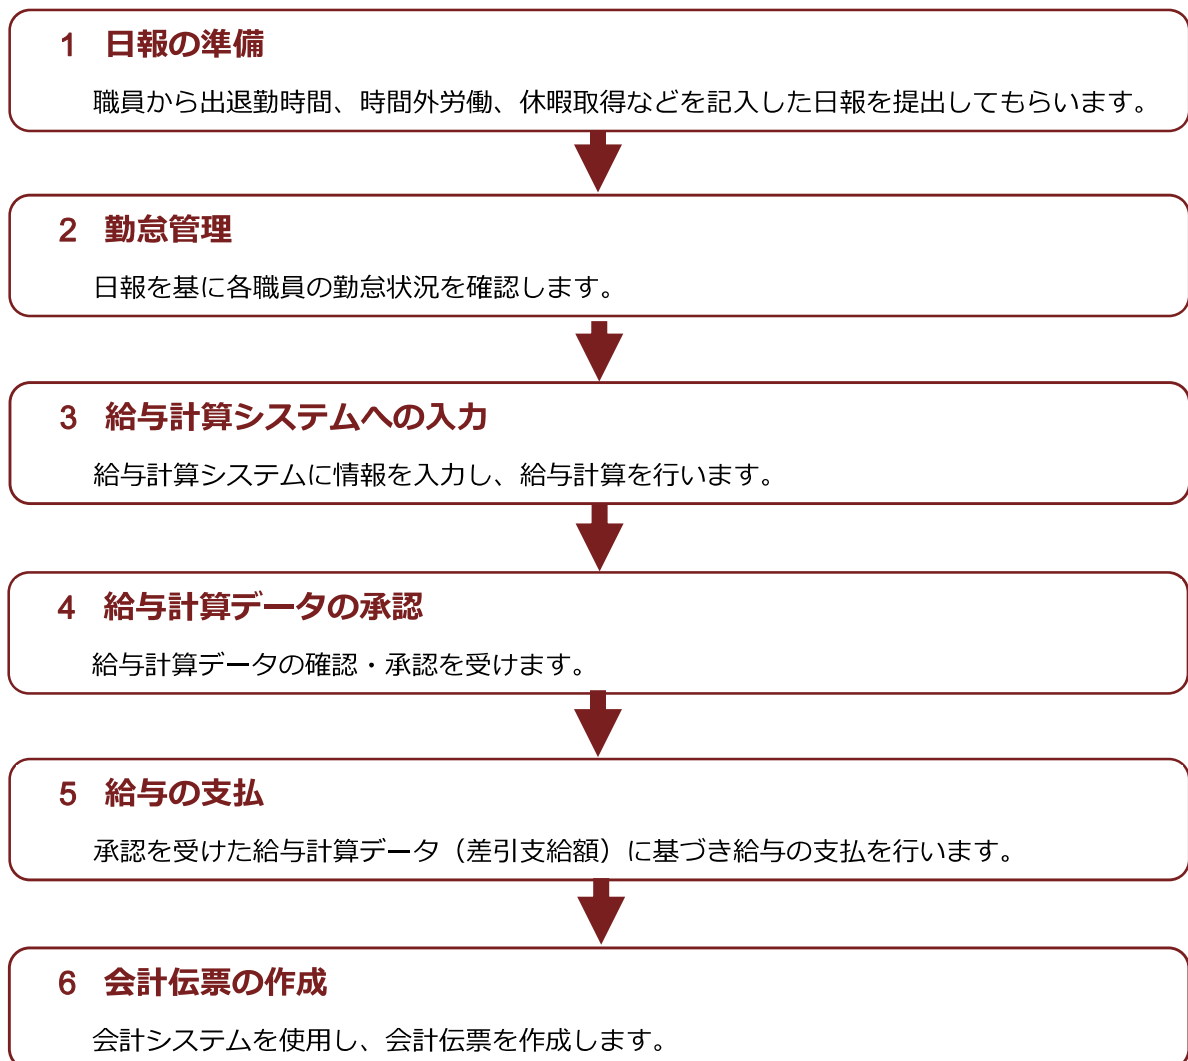 1 日報の準備
職員から出退勤時間、時間外労働、休暇取得などを記入した日報を提出してもらいます。
2 勤怠管理
日報を基に各職員の勤怠状況を確認します。
3 給与計算システムへの入力
給与計算システムに情報を入力し、給与計算を行います。
4 給与計算データの承認
給与計算データの確認・承認を受けます。
5 給与の支払
承認を受けた給与計算データ（差引支給額）に基づき給与の支払を行います。
6 会計伝票の作成
会計システムを使用し、会計伝票を作成します。